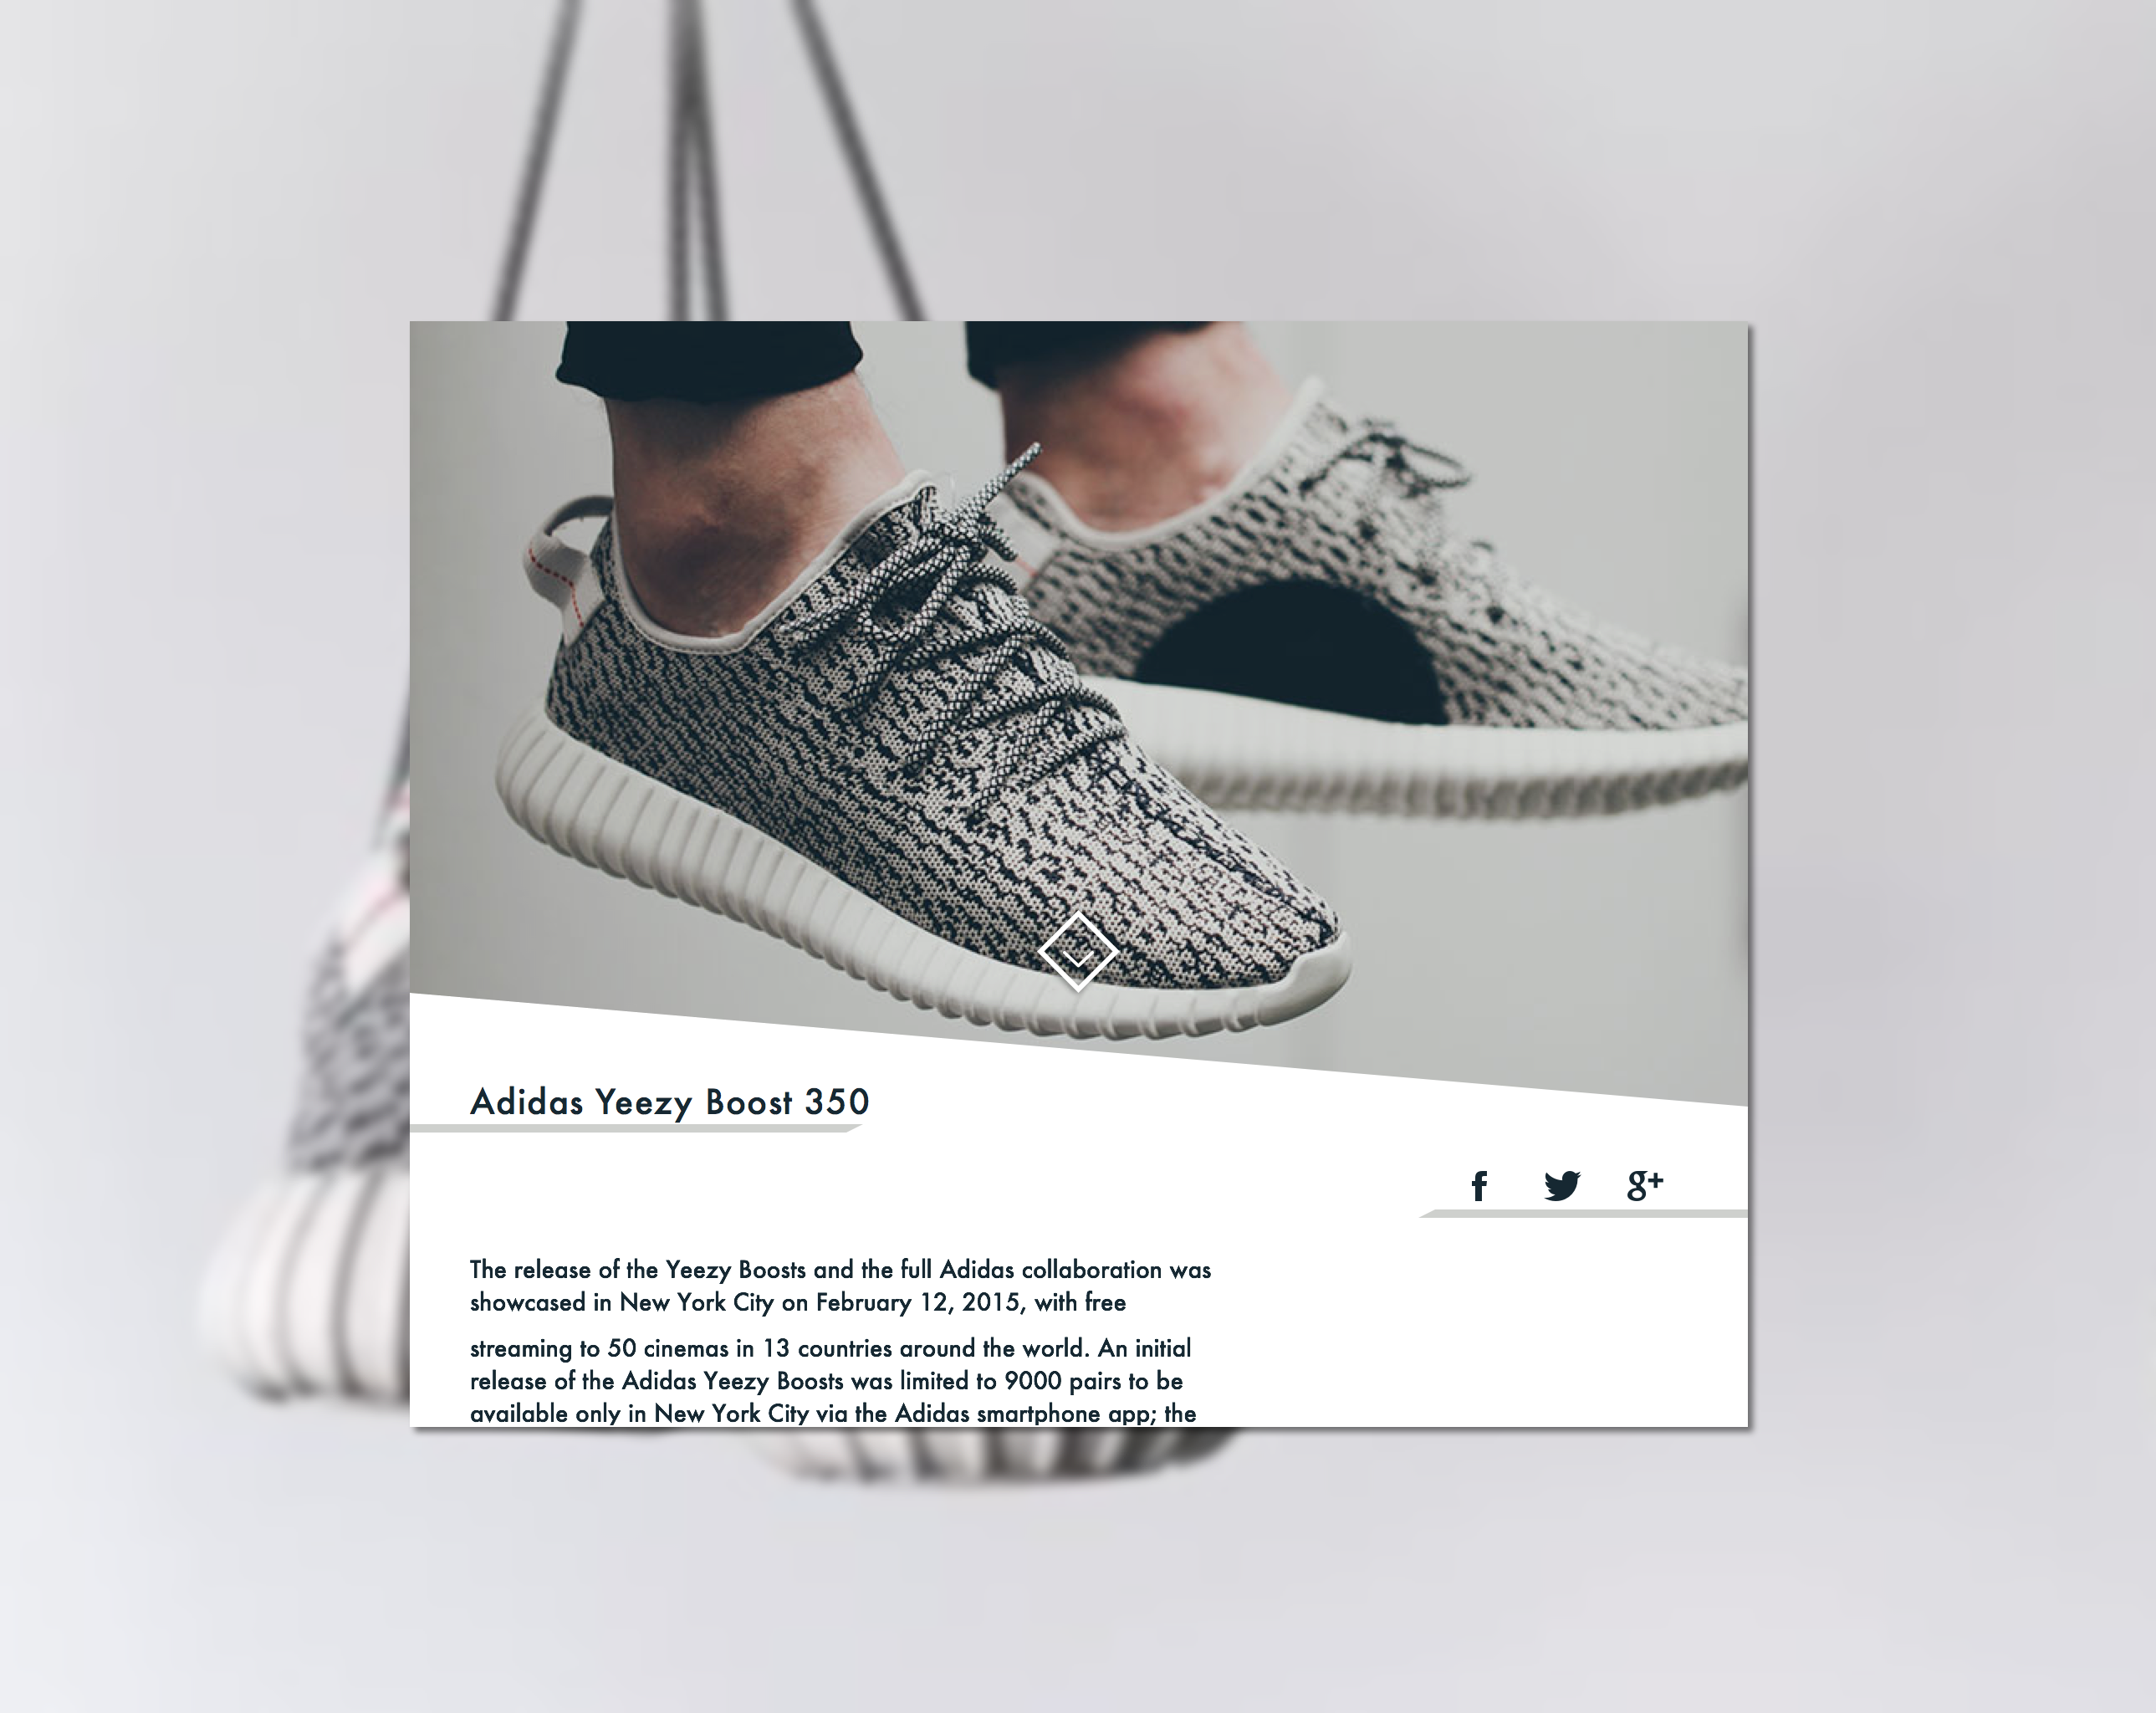 Adidas Yeezy Boost 350
f g+
The release of the Yeezy Boosts and the full Adidas collaboration was
showcased in New York City on February 12, 2015, with free
streaming to 50 cinemas in 13 countries around the world. An initial
release of the Adidas Yeezy Boosts was limited to 9000 pairs to be
available only in New York City via the Adidas smartphone app; the